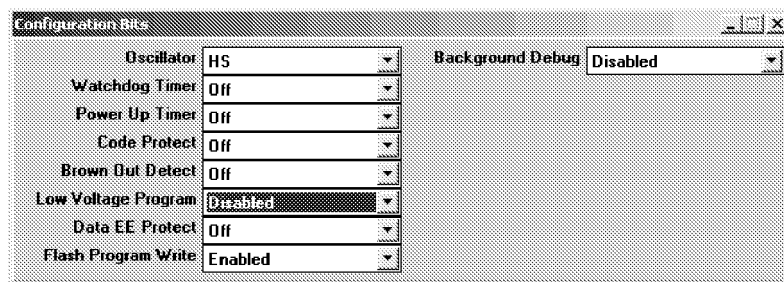 Configuration Bits
Oscillator HS Background Debug Disabled
Watchdog Timer Off
Power Up Timer Off
Code Protect Off
Brown Out Detect Off
Low Voltage Program Disabled
Data EE Protect Off
Flash Program Write Enabled